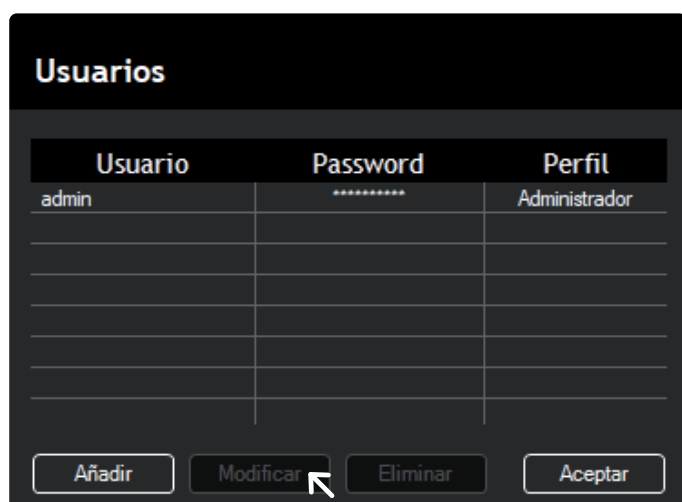 Usuarios
Usuario Password Perfil
admin ********** Administrador
Añadir Modificar Eliminar Aceptar